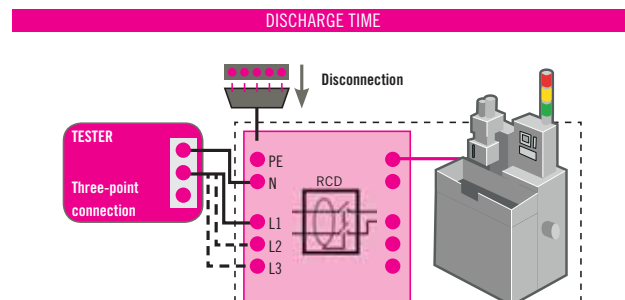 DISCHARGE TIME
Disconnection
TESTER
Three-point
connection
PE
N
RCD
L1
L2
L3